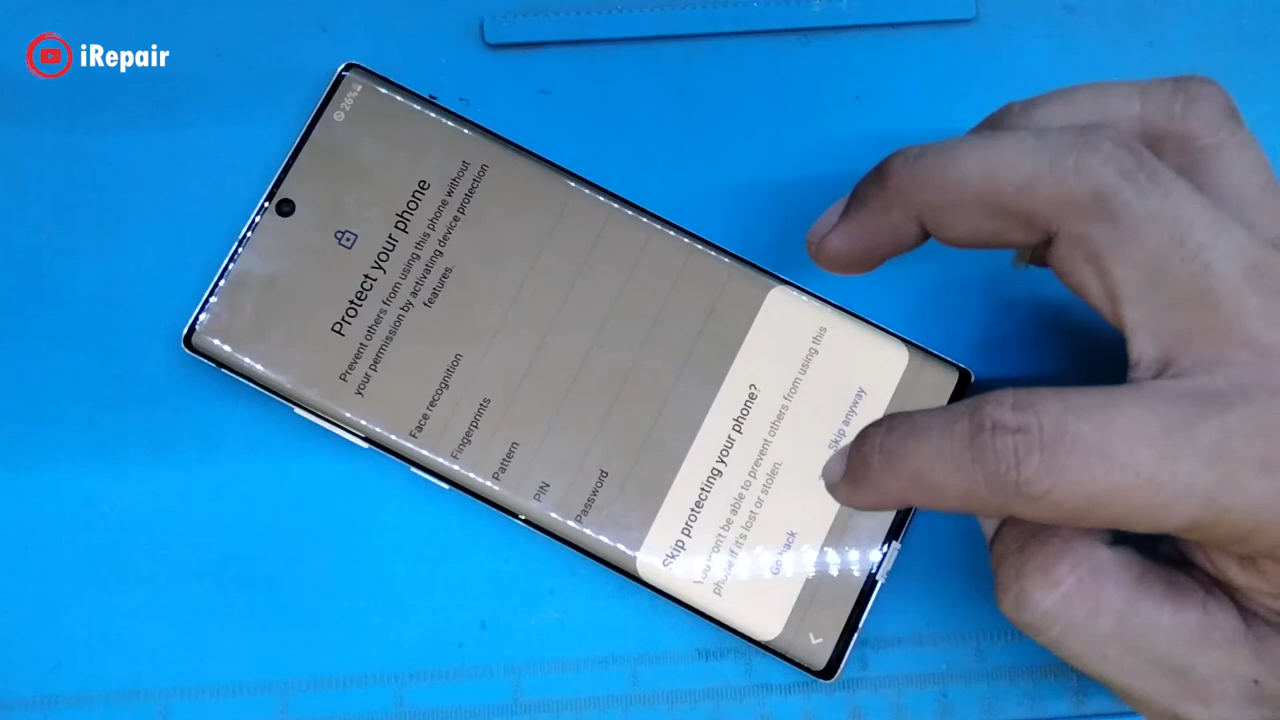 iRepair
26%
Protect your phone
Prevent others from using this phone without
your permission by activating device protection
features.
Face recognition
Fingerprints
Pattern
PIN
Password
Skip protecting your phone?
You won't be able to prevent others from using this
phone if it's lost or stolen.
Go back
Skip anyway